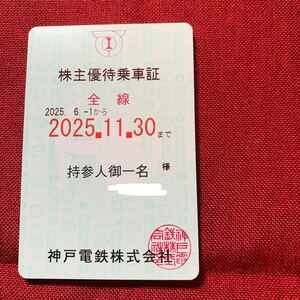 株主優待乗車証
全線
2025. 6.-1から
2025.11.30まで
持参人御一名 様
神戸電鉄株式会社